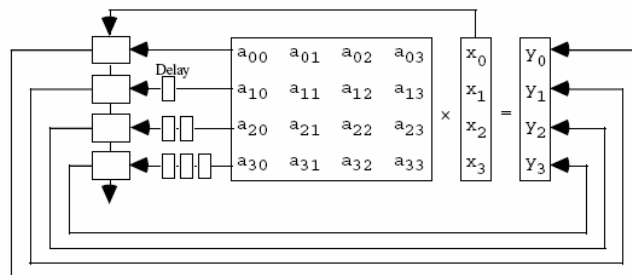 a00 a01 a02 a03 x0 y0
Delay
a10 a11 a12 a13 x1 y1
× =
a20 a21 a22 a23 x2 y2
a30 a31 a32 a33 x3 y3